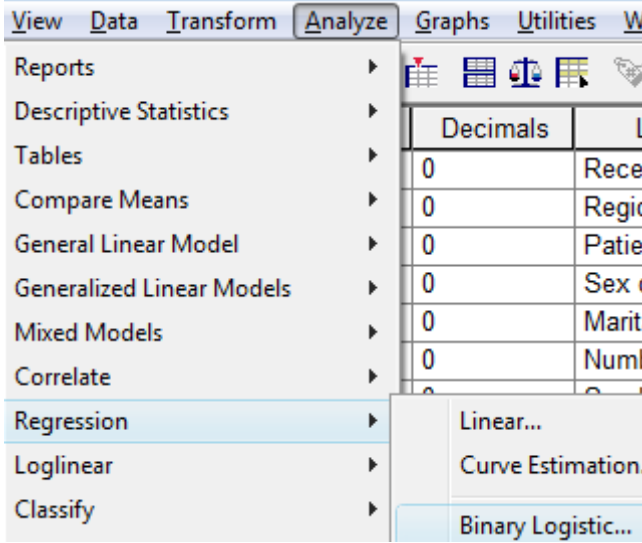 View Data Transform Analyze Graphs Utilities
Reports
Descriptive Statistics
Decimals
Tables
0
Compare Means
0
General Linear Model
0
Generalized Linear Models
0 Sex
Mixed Models
0
Correlate
0
Regression
Linear...
Loglinear
Curve Estimation.
Classify
Binary Logistic...